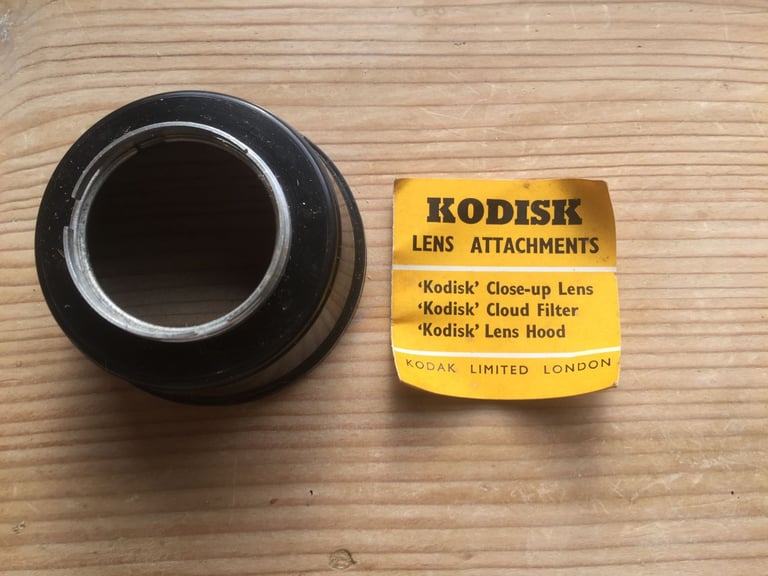 KODISK
LENS ATTACHMENTS
‘Kodisk’ Close-up Lens
‘Kodisk’ Cloud Filter
‘Kodisk’ Lens Hood
KODAK LIMITED LONDON